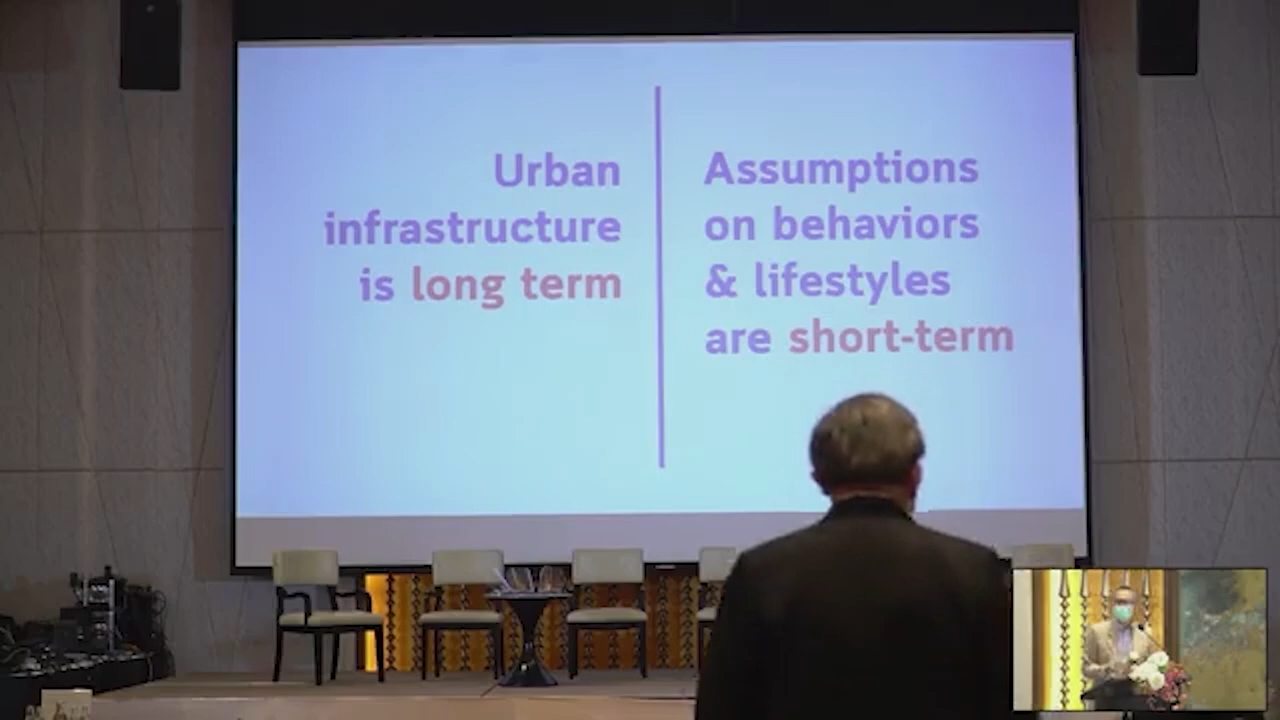 Urban
infrastructure
is long term
Assumptions
on behaviors
& lifestyles
are short-term